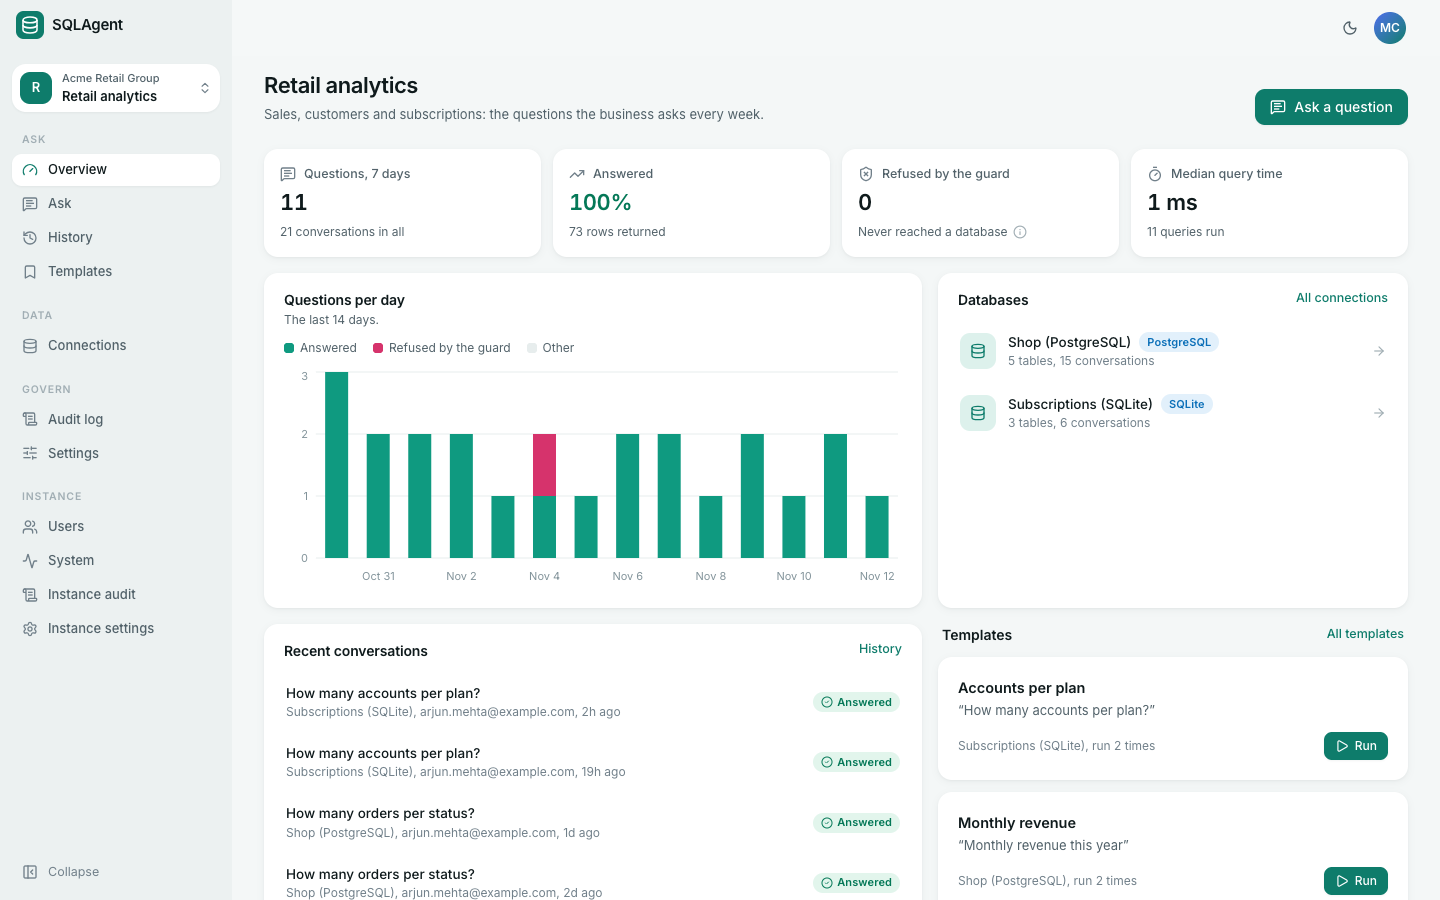 SQLAgent
R
Acme Retail Group
Retail analytics
ASK
Overview
Ask
History
Templates
DATA
Connections
GOVERN
Audit log
Settings
INSTANCE
Users
System
Instance audit
Instance settings
Collapse
MC
Retail analytics
Sales, customers and subscriptions: the questions the business asks every week.
Ask a question
Questions, 7 days
11
21 conversations in all
Answered
100%
73 rows returned
Refused by the guard
0
Never reached a database
Median query time
1 ms
11 queries run
Questions per day
The last 14 days.
Answered Refused by the guard Other
3
2
1
0
Oct 31 Nov 2 Nov 4 Nov 6 Nov 8 Nov 10 Nov 12
Databases
All connections
Shop (PostgreSQL) PostgreSQL
5 tables, 15 conversations
Subscriptions (SQLite) SQLite
3 tables, 6 conversations
Recent conversations
History
How many accounts per plan?
Subscriptions (SQLite), arjun.mehta@example.com, 2h ago
Answered
How many accounts per plan?
Subscriptions (SQLite), arjun.mehta@example.com, 19h ago
Answered
How many orders per status?
Shop (PostgreSQL), arjun.mehta@example.com, 1d ago
Answered
How many orders per status?
Shop (PostgreSQL), arjun.mehta@example.com, 2d ago
Answered
Templates
All templates
Accounts per plan
“How many accounts per plan?”
Subscriptions (SQLite), run 2 times
Run
Monthly revenue
“Monthly revenue this year”
Shop (PostgreSQL), run 2 times
Run